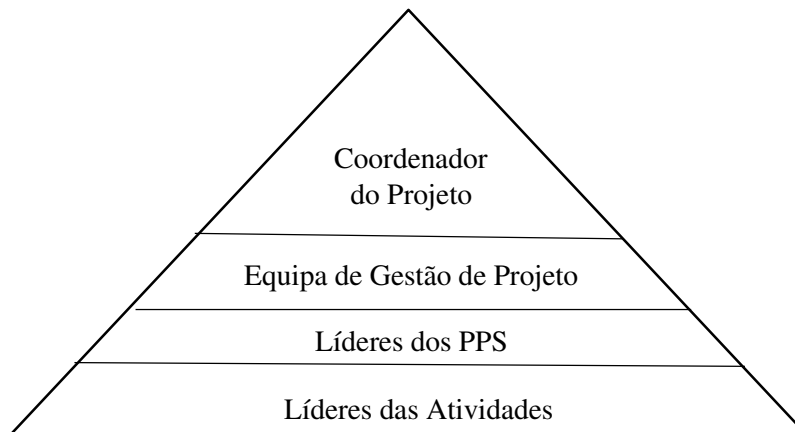 Coordenador
do Projeto
Equipa de Gestão de Projeto
Líderes dos PPS
Líderes das Atividades